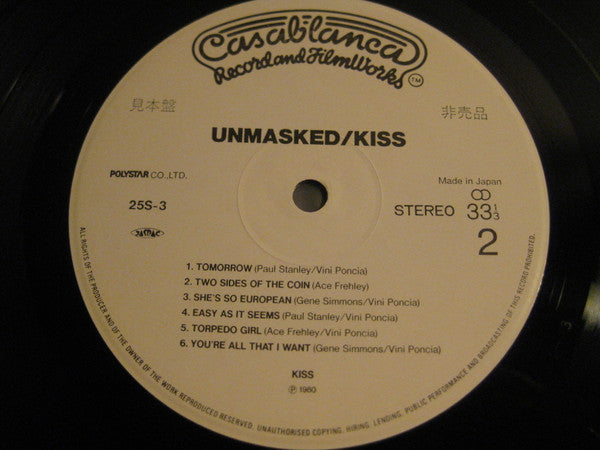 Casablanca
Record and FilmWorks
TM
見本盤
非売品
UNMASKED/KISS
POLYSTAR CO.,LTD.
Made in Japan
25S-3
STEREO 33 1/3
JASRAC
2
1. TOMORROW (Paul Stanley/Vini Poncia)
2. TWO SIDES OF THE COIN (Ace Frehley)
3. SHE'S SO EUROPEAN (Gene Simmons/Vini Poncia)
4. EASY AS IT SEEMS (Paul Stanley/Vini Poncia)
5. TORPEDO GIRL (Ace Frehley/Vini Poncia)
6. YOU'RE ALL THAT I WANT (Gene Simmons/Vini Poncia)
KISS
Ⓟ 1980
ALL RIGHTS OF THE PRODUCER AND OF THE OWNER OF THE WORK REPRODUCED RESERVED. UNAUTHORISED COPYING. HIRING. LENDING. PUBLIC PERFORMANCE AND BROADCASTING OF THIS RECORD PROHIBITED.